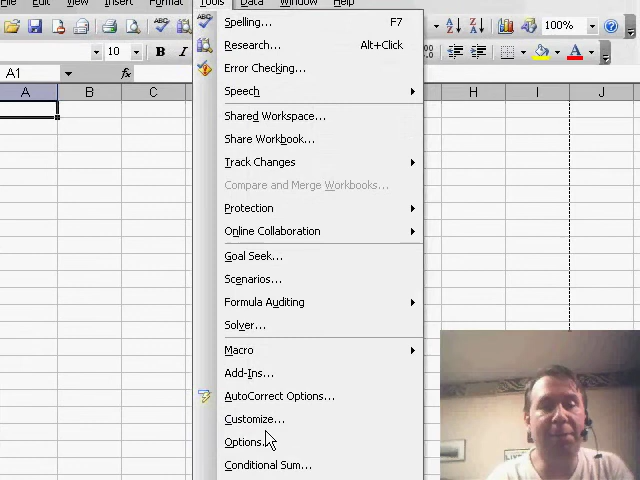 File Edit View Insert Format Tools Data Window Help
100%
10 B I
A1 fx
A B C H I J
Spelling... F7
Research... Alt+Click
Error Checking...
Speech
Shared Workspace...
Share Workbook...
Track Changes
Compare and Merge Workbooks...
Protection
Online Collaboration
Goal Seek...
Scenarios...
Formula Auditing
Solver...
Macro
Add-Ins...
AutoCorrect Options...
Customize...
Options...
Conditional Sum...